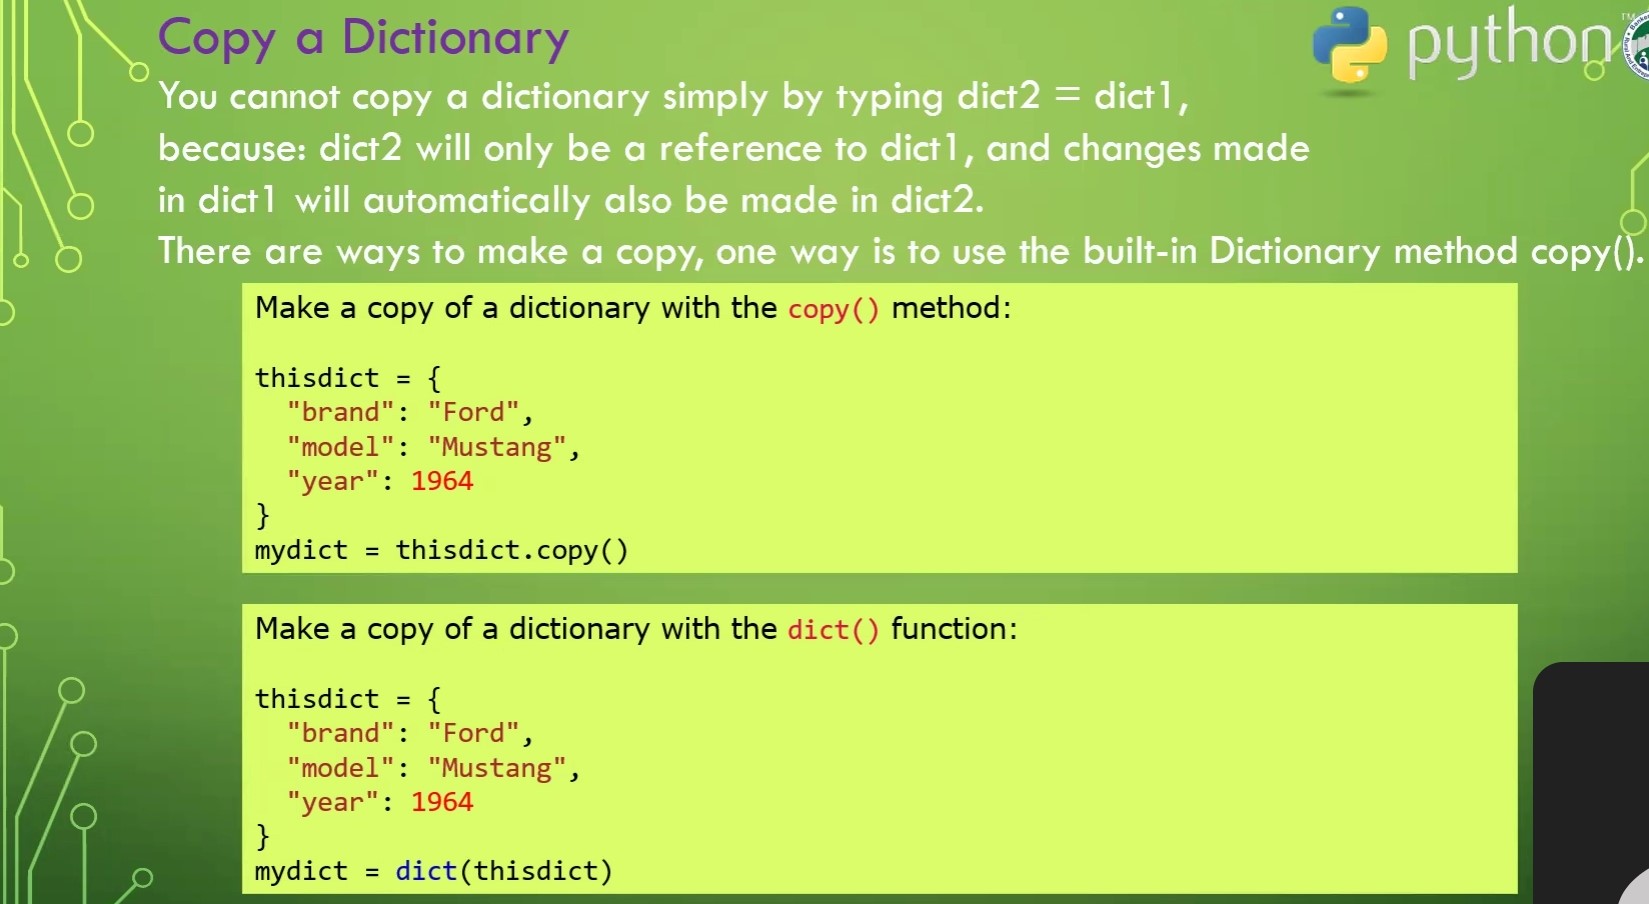 Copy a Dictionary
python
TM
You cannot copy a dictionary simply by typing dict2 = dict1,
because: dict2 will only be a reference to dict1, and changes made
in dict1 will automatically also be made in dict2.
There are ways to make a copy, one way is to use the built-in Dictionary method copy().
Make a copy of a dictionary with the copy() method:
thisdict = {
  "brand": "Ford",
  "model": "Mustang",
  "year": 1964
}
mydict = thisdict.copy()
Make a copy of a dictionary with the dict() function:
thisdict = {
  "brand": "Ford",
  "model": "Mustang",
  "year": 1964
}
mydict = dict(thisdict)